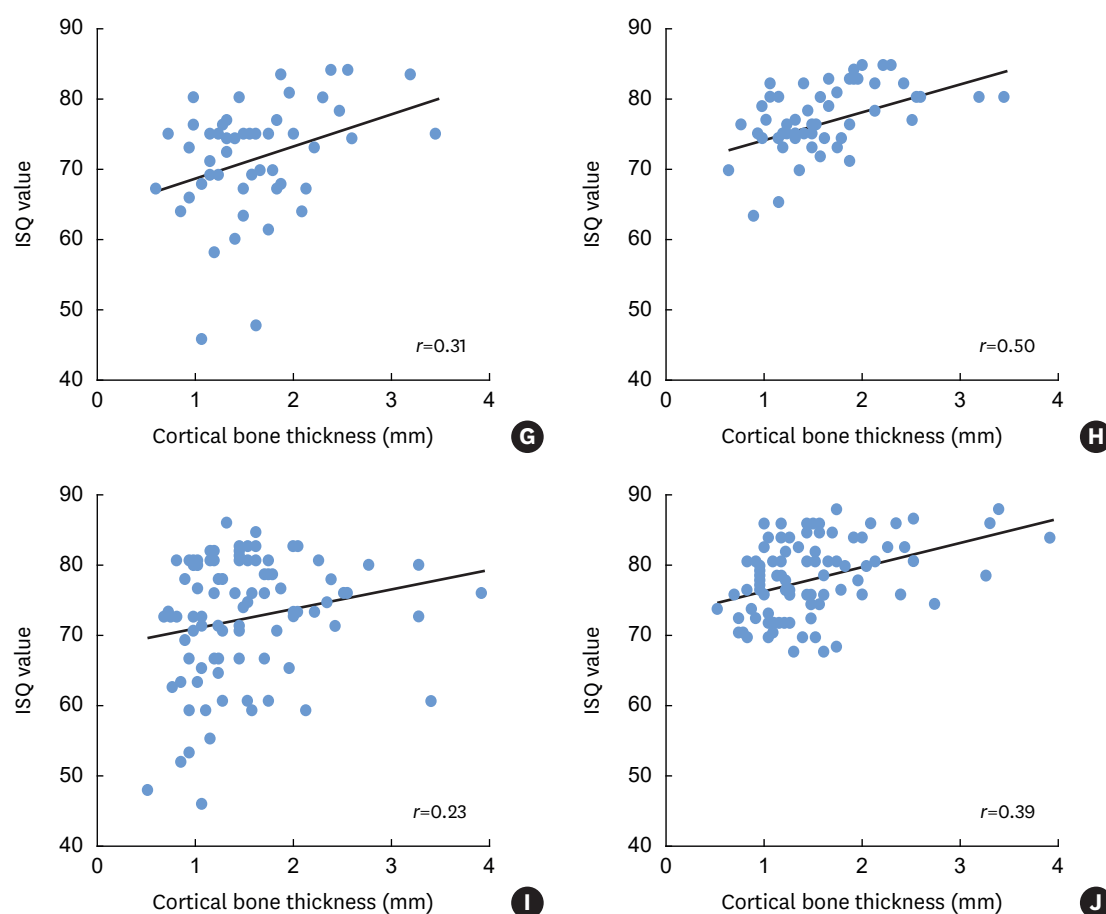 90
80
70
60
50
40
ISQ value
r=0.31
0 1 2 3 4
Cortical bone thickness (mm)
G
90
80
70
60
50
40
ISQ value
r=0.50
0 1 2 3 4
Cortical bone thickness (mm)
H
90
80
70
60
50
40
ISQ value
r=0.23
0 1 2 3 4
Cortical bone thickness (mm)
I
90
80
70
60
50
40
ISQ value
r=0.39
0 1 2 3 4
Cortical bone thickness (mm)
J